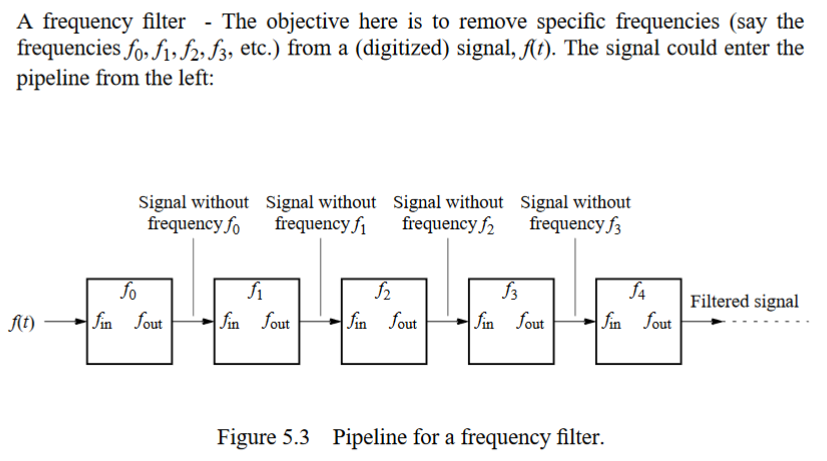 A frequency filter - The objective here is to remove specific frequencies (say the
frequencies f0, f1, f2, f3, etc.) from a (digitized) signal, f(t). The signal could enter the
pipeline from the left:
Signal without Signal without Signal without Signal without
frequency f0 frequency f1 frequency f2 frequency f3
f0 f1 f2 f3 f4
Filtered signal
f(t) fin fout fin fout fin fout fin fout fin fout
Figure 5.3 Pipeline for a frequency filter.